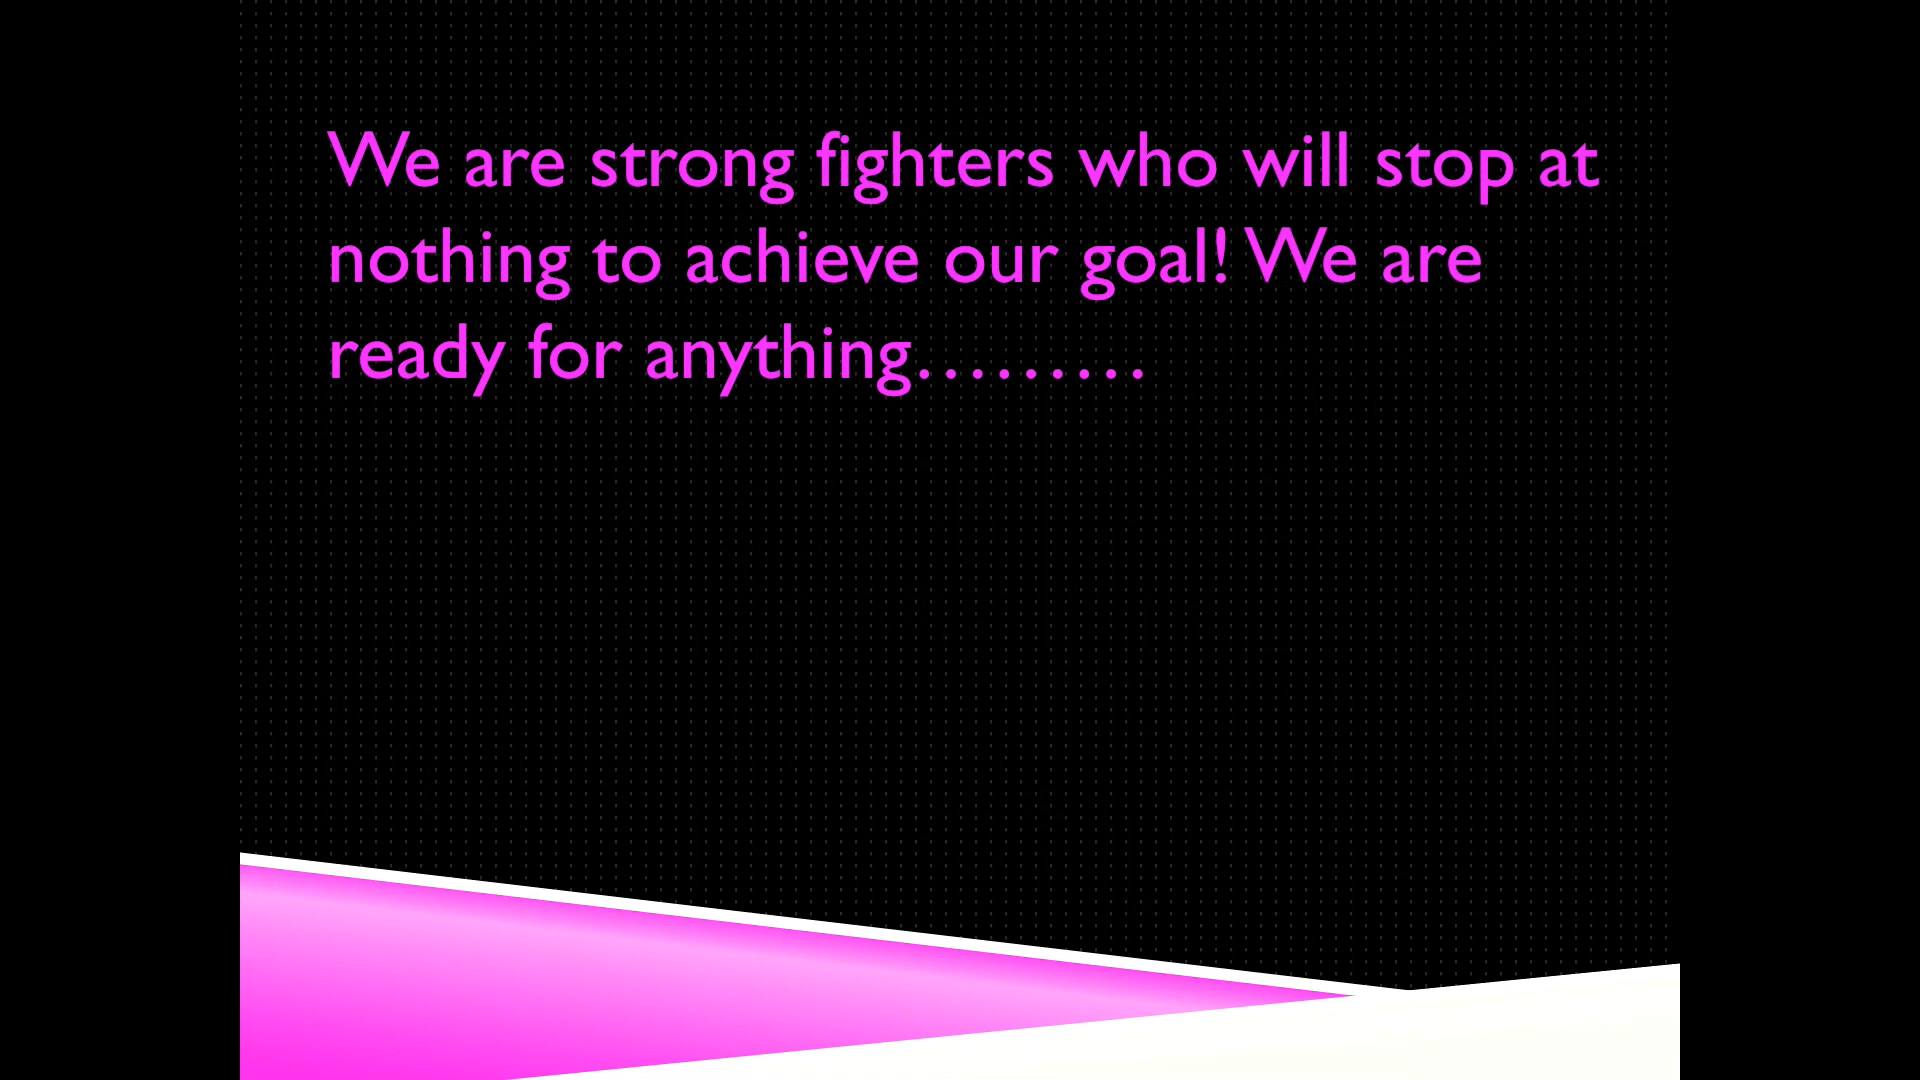 We are strong fighters who will stop at
nothing to achieve our goal! We are
ready for anything………